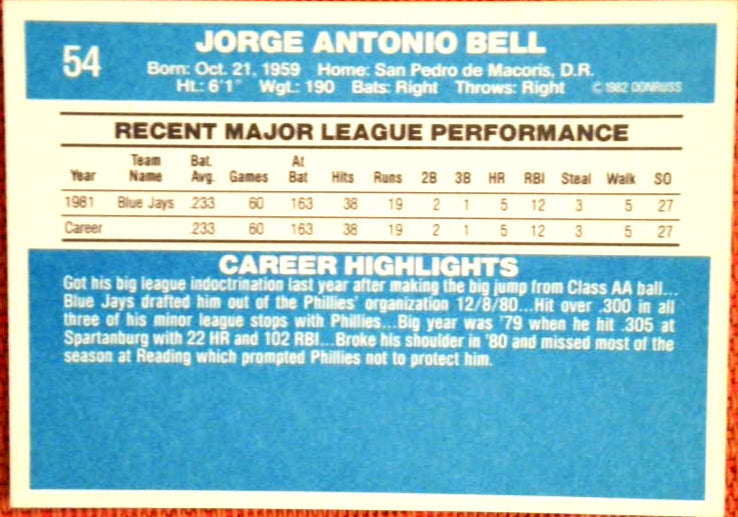 54
JORGE ANTONIO BELL
Born: Oct. 21, 1959 Home: San Pedro de Macoris, D.R.
Ht.: 6'1" Wgt.: 190 Bats: Right Throws: Right © 1982 DONRUSS
RECENT MAJOR LEAGUE PERFORMANCE
Team Bat. At
Year Name Avg. Games Bat Hits Runs 2B 3B HR RBI Steal Walk SO
1981 Blue Jays .233 60 163 38 19 2 1 5 12 3 5 27
Career .233 60 163 38 19 2 1 5 12 3 5 27
CAREER HIGHLIGHTS
Got his big league indoctrination last year after making the big jump from Class AA ball...
Blue Jays drafted him out of the Phillies' organization 12/8/80...Hit over .300 in all
three of his minor league stops with Phillies...Big year was '79 when he hit .305 at
Spartanburg with 22 HR and 102 RBI...Broke his shoulder in '80 and missed most of the
season at Reading which prompted Phillies not to protect him.